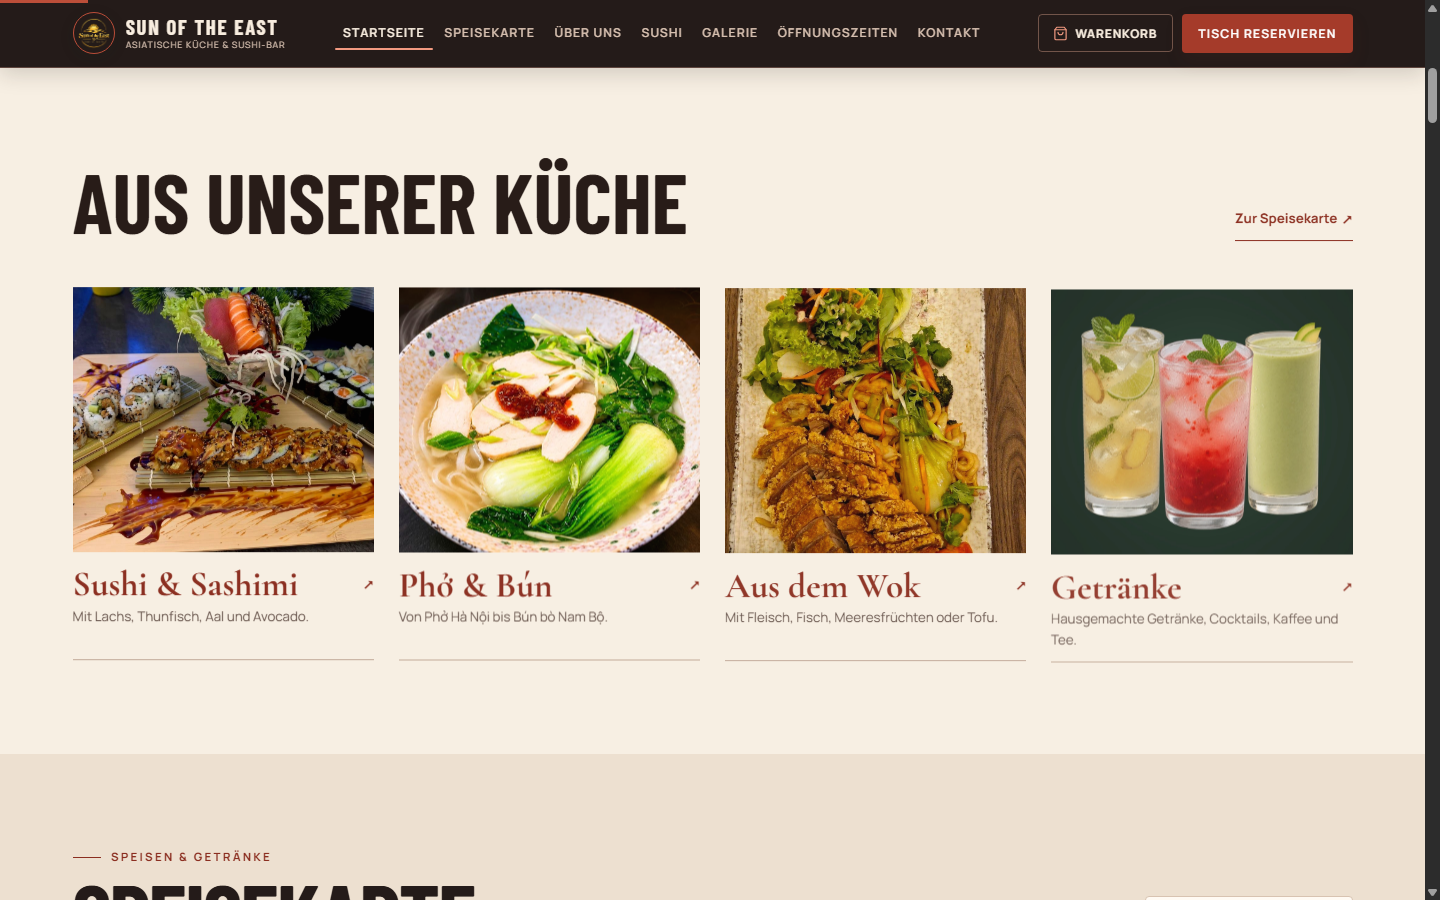 SUN OF THE EAST
ASIATISCHE KÜCHE & SUSHI-BAR
STARTSEITE
SPEISEKARTE
ÜBER UNS
SUSHI
GALERIE
ÖFFNUNGSZEITEN
KONTAKT
WARENKORB
TISCH RESERVIEREN
AUS UNSERER KÜCHE
Zur Speisekarte ↗
Sushi & Sashimi ↗
Mit Lachs, Thunfisch, Aal und Avocado.
Phở & Bún ↗
Von Phở Hà Nội bis Bún bò Nam Bộ.
Aus dem Wok ↗
Mit Fleisch, Fisch, Meeresfrüchten oder Tofu.
Getränke ↗
Hausgemachte Getränke, Cocktails, Kaffee und
Tee.
SPEISEN & GETRÄNKE
SPEISEKARTE